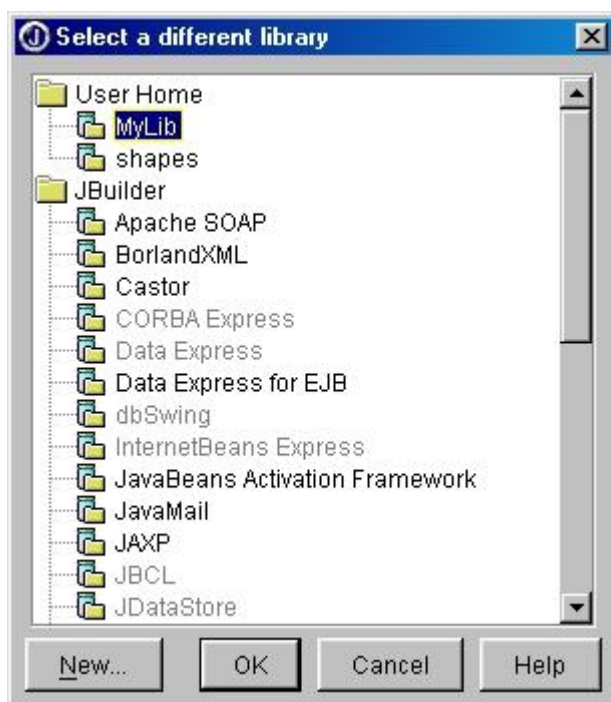 Select a different library
User Home
MyLib
shapes
JBuilder
Apache SOAP
BorlandXML
Castor
CORBA Express
Data Express
Data Express for EJB
dbSwing
InternetBeans Express
JavaBeans Activation Framework
JavaMail
JAXP
JBCL
JDataStore
New... OK Cancel Help